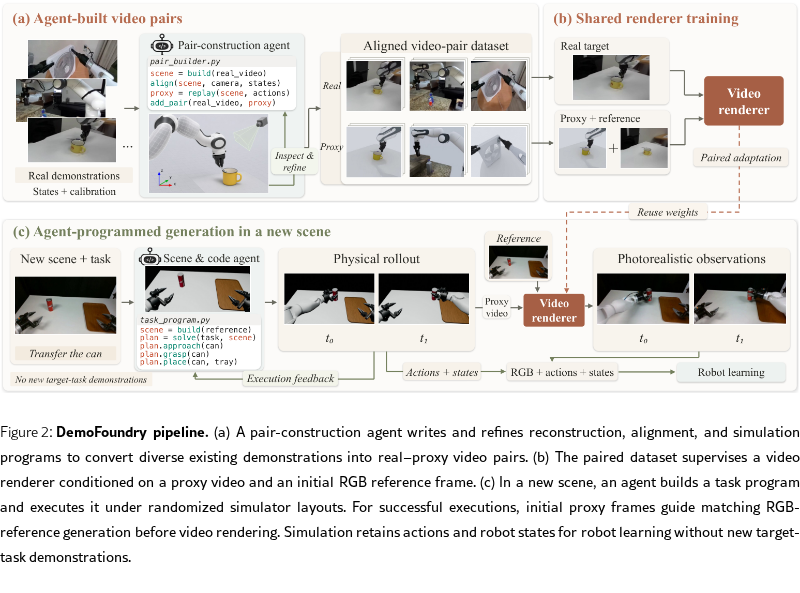 (a) Agent-built video pairs
Real demonstrations
States + calibration
...
Pair-construction agent
pair_builder.py
scene = build(real_video)
align(scene, camera, states)
proxy = replay(scene, actions)
add_pair(real_video, proxy)
Inspect &
refine
Aligned video-pair dataset
Real
Proxy
(b) Shared renderer training
Real target
Proxy + reference
+
Video
renderer
Paired adaptation
Reuse weights
(c) Agent-programmed generation in a new scene
New scene + task
Transfer the can
No new target-task demonstrations
Scene & code agent
task_program.py
scene = build(reference)
plan = solve(task, scene)
plan.approach(can)
plan.grasp(can)
plan.place(can, tray)
Execution feedback
Physical rollout
t₀
t₁
Actions + states
Reference
Proxy
video
Video
renderer
Photorealistic observations
t₀
t₁
RGB + actions + states
Robot learning
Figure 2: DemoFoundry pipeline. (a) A pair-construction agent writes and refines reconstruction, alignment, and simulation
programs to convert diverse existing demonstrations into real–proxy video pairs. (b) The paired dataset supervises a video
renderer conditioned on a proxy video and an initial RGB reference frame. (c) In a new scene, an agent builds a task program
and executes it under randomized simulator layouts. For successful executions, initial proxy frames guide matching RGB-
reference generation before video rendering. Simulation retains actions and robot states for robot learning without new target-
task demonstrations.